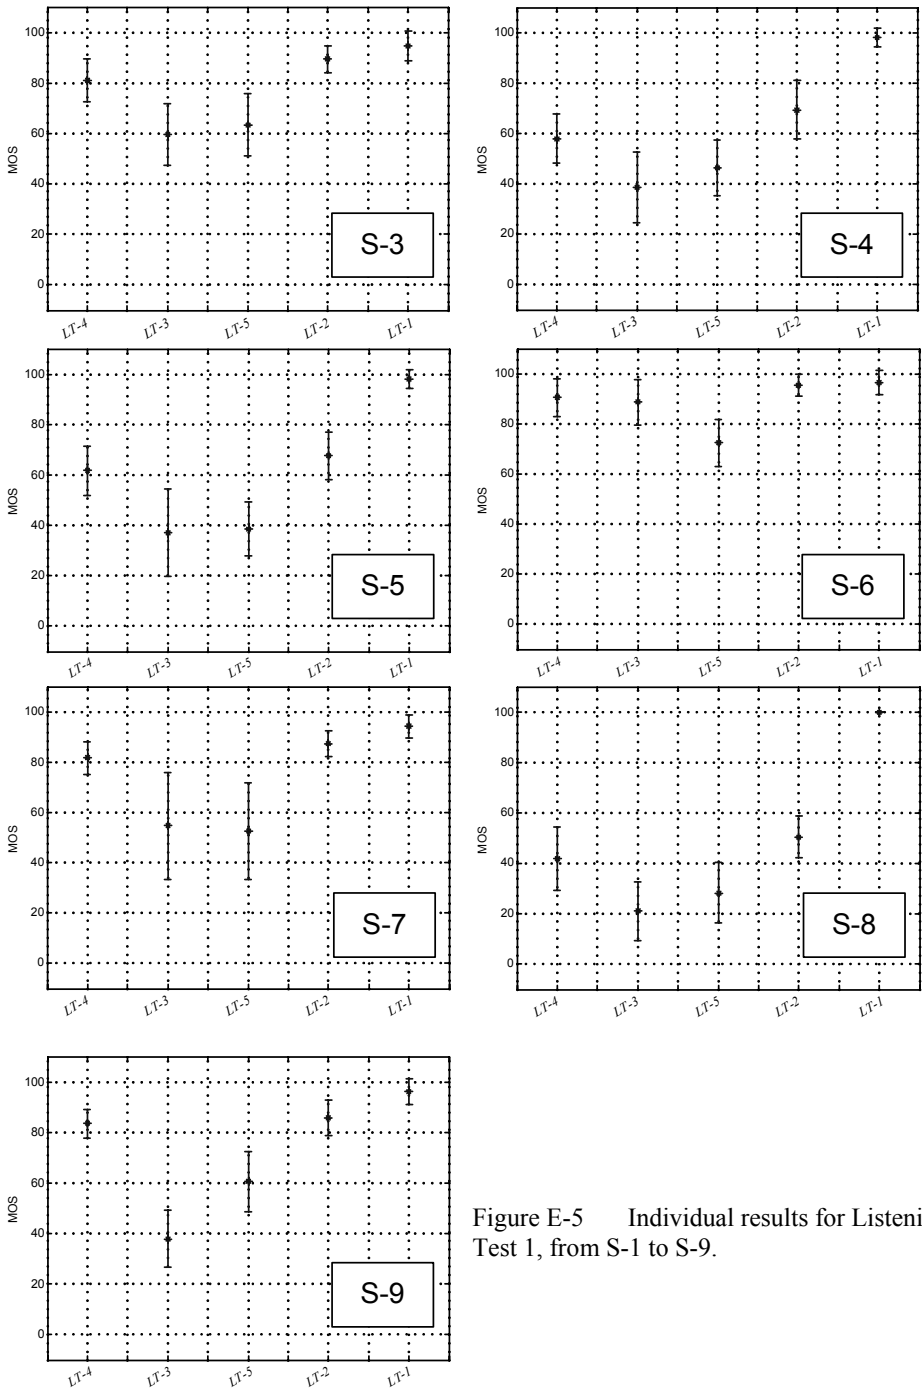 100
80
60
MOS
40
20
0
S-3
LT-4 LT-3 LT-5 LT-2 LT-1
100
80
60
MOS
40
20
0
S-4
LT-4 LT-3 LT-5 LT-2 LT-1
100
80
60
MOS
40
20
0
S-5
LT-4 LT-3 LT-5 LT-2 LT-1
100
80
60
MOS
40
20
0
S-6
LT-4 LT-3 LT-5 LT-2 LT-1
100
80
60
MOS
40
20
0
S-7
LT-4 LT-3 LT-5 LT-2 LT-1
100
80
60
MOS
40
20
0
S-8
LT-4 LT-3 LT-5 LT-2 LT-1
100
80
60
MOS
40
20
0
S-9
LT-4 LT-3 LT-5 LT-2 LT-1
Figure E-5 Individual results for Listeni
Test 1, from S-1 to S-9.